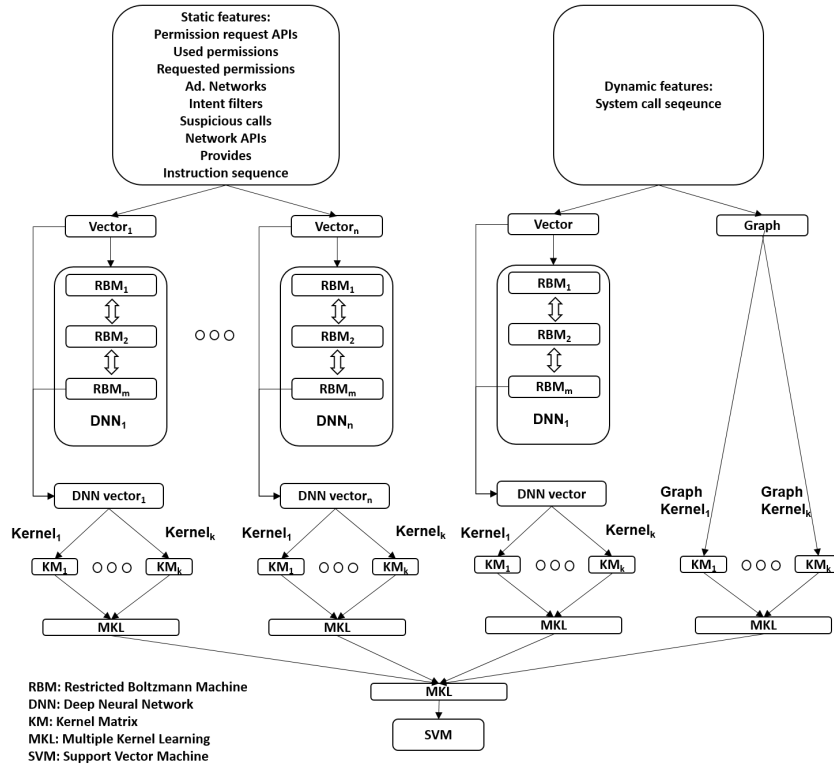 Static features:
Permission request APIs
Used permissions
Requested permissions
Ad. Networks
Intent filters
Suspicious calls
Network APIs
Provides
Instruction sequence
Dynamic features:
System call seqeunce
Vector1
Vectorn
Vector
Graph
RBM1
RBM1
RBM1
RBM2
RBM2
RBM2
RBMm
RBMm
RBMm
DNN1
DNNn
DNN1
DNN vector1
DNN vectorn
DNN vector
Graph
Kernel1
Graph
Kernelk
Kernel1
Kernelk
Kernel1
Kernelk
Kernel1
Kernelk
KM1
KMk
KM1
KMk
KM1
KMk
KM1
KMk
MKL
MKL
MKL
MKL
MKL
SVM
RBM: Restricted Boltzmann Machine
DNN: Deep Neural Network
KM: Kernel Matrix
MKL: Multiple Kernel Learning
SVM: Support Vector Machine